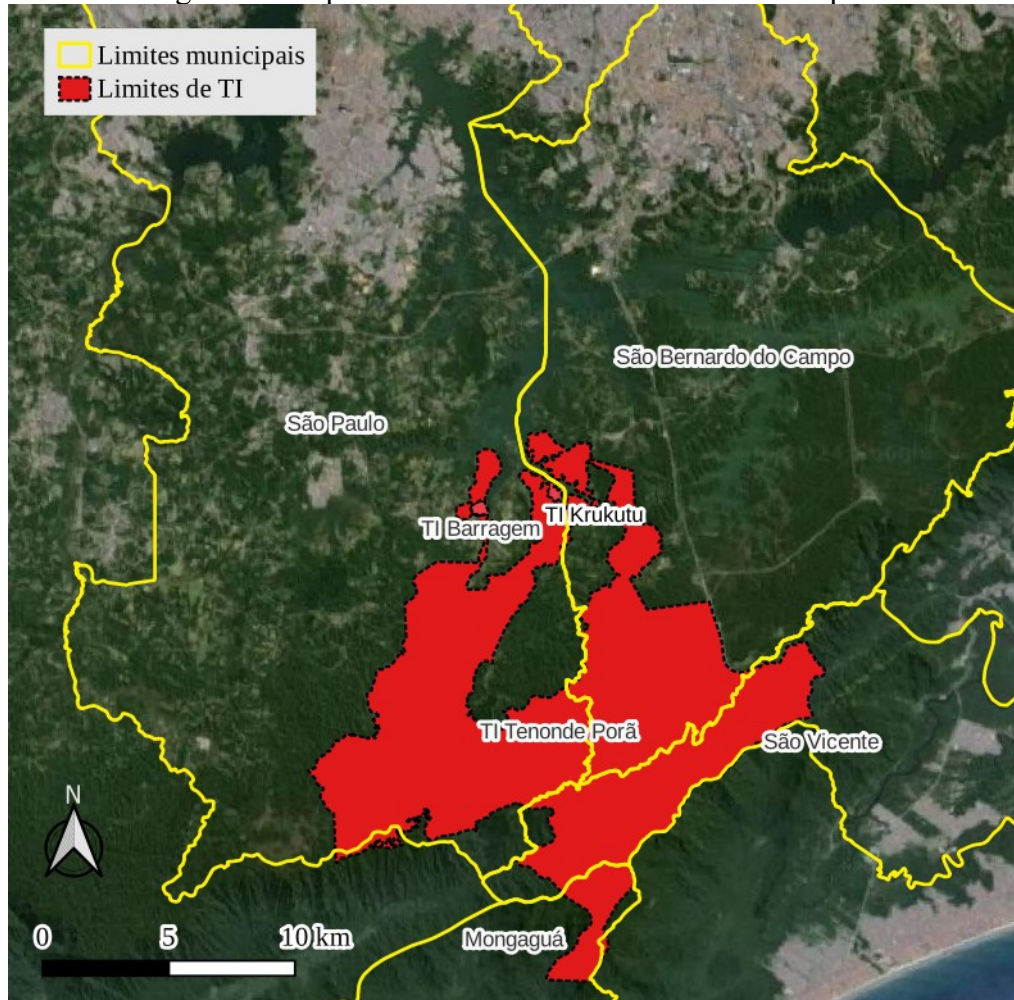 Limites municipais
Limites de TI
São Bernardo do Campo
São Paulo
TI Krukutu
TI Barragem
TI Tenonde Porã
São Vicente
N
0 5 10 km
Mongaguá